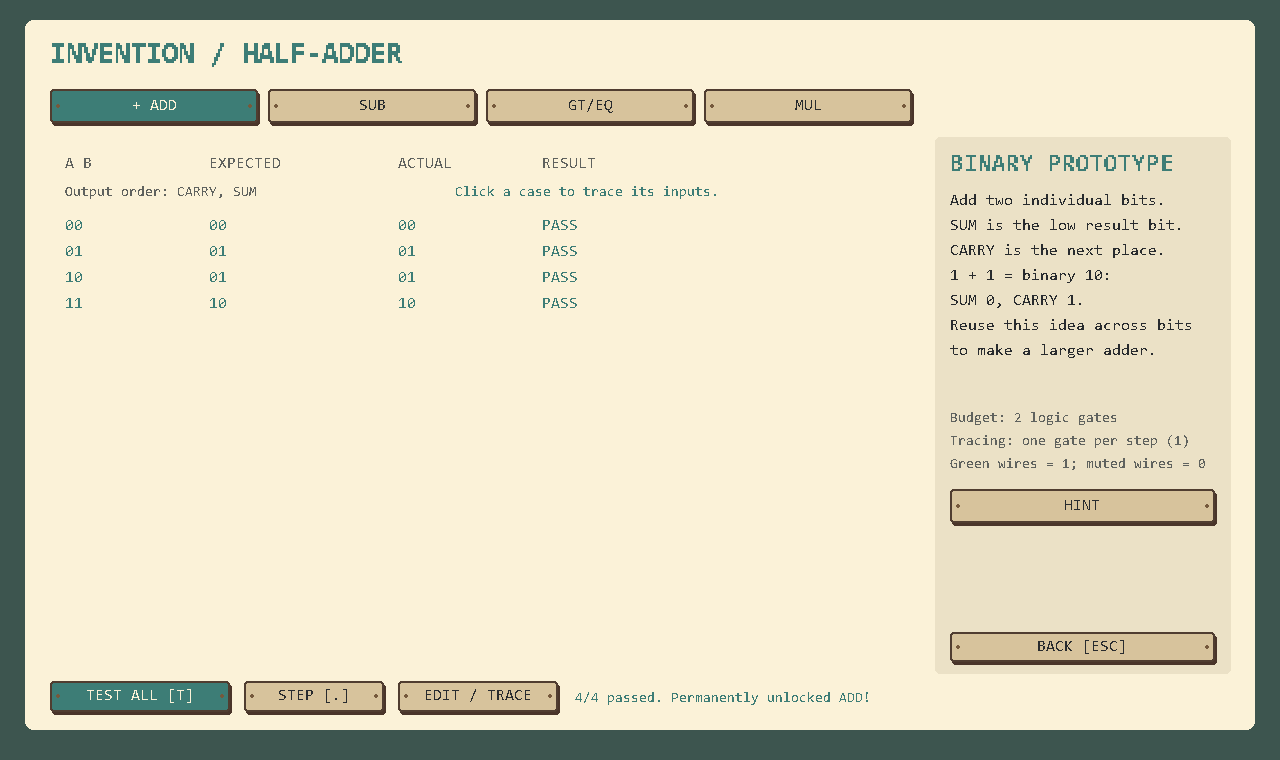 INVENTION / HALF-ADDER
+ ADD
SUB
GT/EQ
MUL
A B EXPECTED ACTUAL RESULT
Output order: CARRY, SUM
Click a case to trace its inputs.
00 00 00 PASS
01 01 01 PASS
10 01 01 PASS
11 10 10 PASS
BINARY PROTOTYPE
Add two individual bits.
SUM is the low result bit.
CARRY is the next place.
1 + 1 = binary 10:
SUM 0, CARRY 1.
Reuse this idea across bits
to make a larger adder.
Budget: 2 logic gates
Tracing: one gate per step (1)
Green wires = 1; muted wires = 0
HINT
BACK [ESC]
TEST ALL [T]
STEP [.]
EDIT / TRACE
4/4 passed. Permanently unlocked ADD!